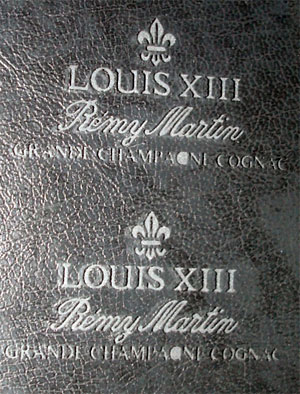 LOUIS XIII
Rémy Martin
GRANDE CHAMPAGNE COGNAC
LOUIS XIII
Rémy Martin
GRANDE CHAMPAGNE COGNAC